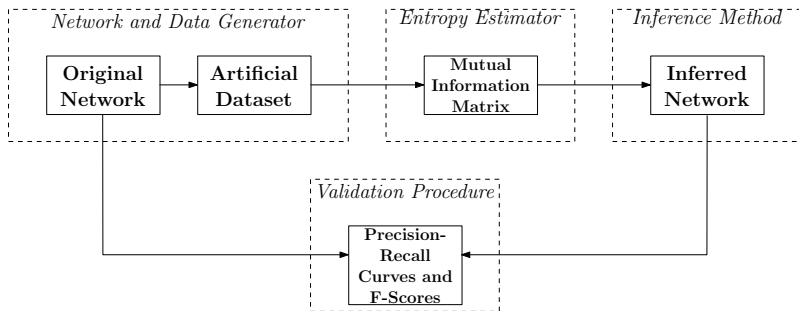 Network and Data Generator
Entropy Estimator
Inference Method
Original
Network
Artificial
Dataset
Mutual
Information
Matrix
Inferred
Network
Validation Procedure
Precision-
Recall
Curves and
F-Scores